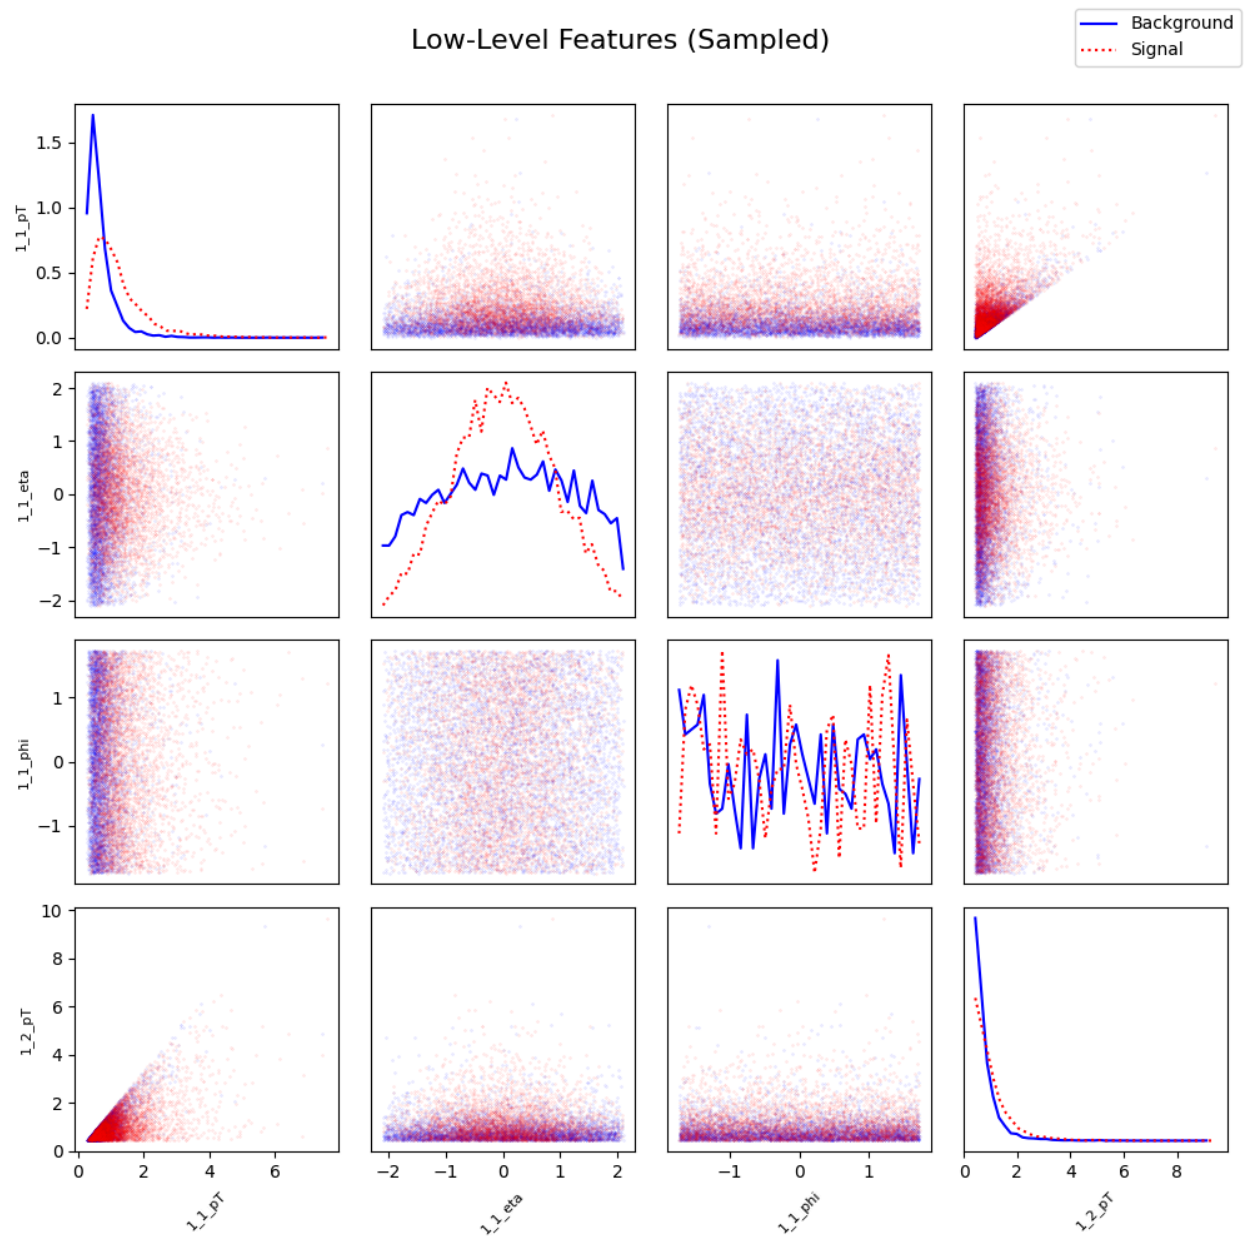 Low-Level Features (Sampled)
Background
Signal
1_1_pT
1.5
1.0
0.5
0.0
1_1_eta
2
1
0
−1
−2
1_1_phi
1
0
−1
1_2_pT
10
8
6
4
2
0
0 2 4 6
−2 −1 0 1 2
−1 0 1
0 2 4 6 8
1_1_pT
1_1_eta
1_1_phi
1_2_pT